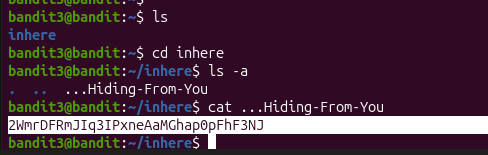 bandit3@bandit:~$ ls
inhere
bandit3@bandit:~$ cd inhere
bandit3@bandit:~/inhere$ ls -a
.  ..  ...Hiding-From-You
bandit3@bandit:~/inhere$ cat ...Hiding-From-You
2WmrDFRmJIq3IPxneAaMGhap0pFhF3NJ
bandit3@bandit:~/inhere$